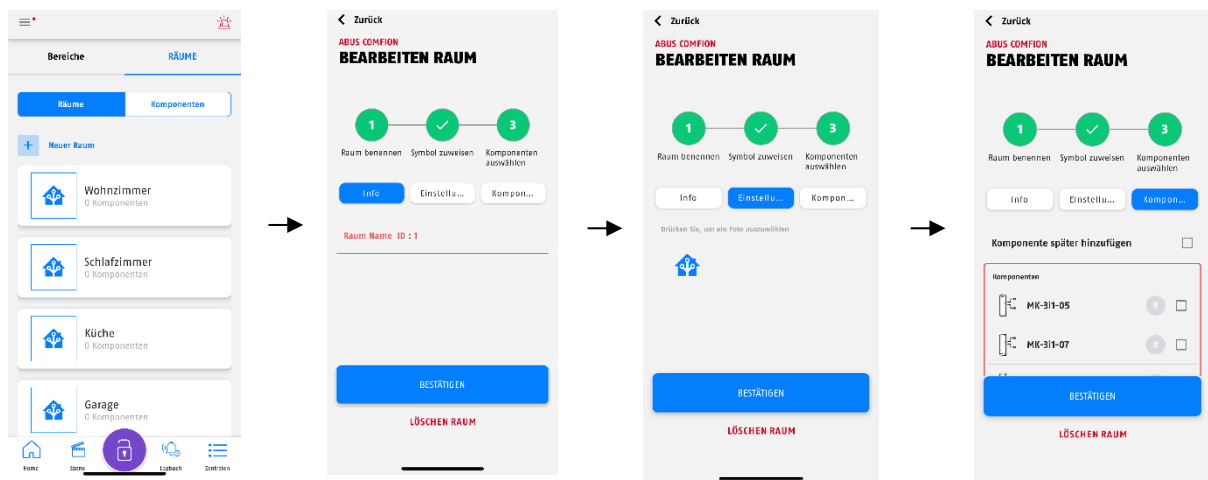 Bereiche
RÄUME
Räume
Komponenten
+ Neuer Raum
Wohnzimmer
0 Komponenten
Schlafzimmer
0 Komponenten
Küche
0 Komponenten
Garage
0 Komponenten
Home
Szene
Logbuch
Zentralen
Zurück
ABUS COMFION
BEARBEITEN RAUM
1
3
Raum benennen
Symbol zuweisen
Komponenten
auswählen
Info
Einstellu...
Kompon...
Raum Name ID : 1
BESTÄTIGEN
LÖSCHEN RAUM
Zurück
ABUS COMFION
BEARBEITEN RAUM
1
3
Raum benennen
Symbol zuweisen
Komponenten
auswählen
Info
Einstellu...
Kompon...
Drücken Sie, um ein Foto auszuwählen
BESTÄTIGEN
LÖSCHEN RAUM
Zurück
ABUS COMFION
BEARBEITEN RAUM
1
3
Raum benennen
Symbol zuweisen
Komponenten
auswählen
Info
Einstellu...
Kompon...
Komponente später hinzufügen
Komponenten
MK-3i1-05
R
MK-3i1-07
R
BESTÄTIGEN
LÖSCHEN RAUM